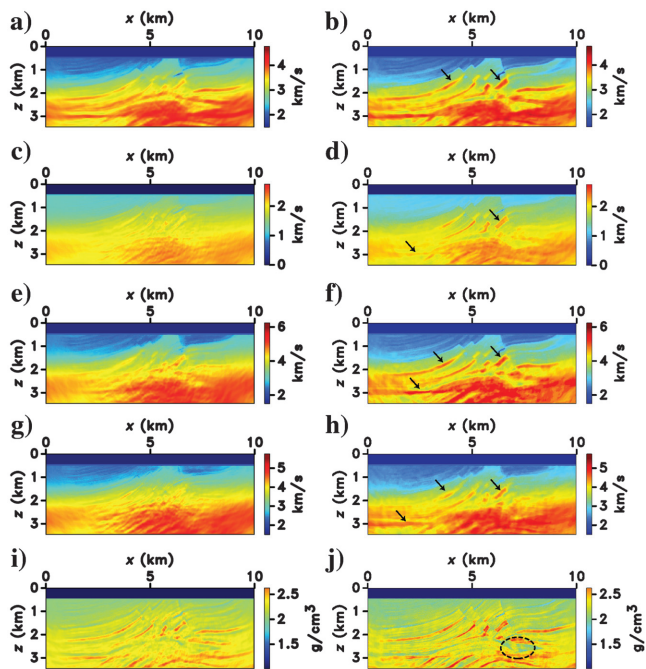 a) x (km) b) x (km)
0 5 10 0 5 10
0 1 2 3 z (km) 4 3 2 km/s 0 1 2 3 z (km) 4 3 2 km/s
c) x (km) d) x (km)
0 5 10 0 5 10
0 1 2 3 z (km) 2 1 0 km/s 0 1 2 3 z (km) 2 1 0 km/s
e) x (km) f) x (km)
0 5 10 0 5 10
0 1 2 3 z (km) 6 4 2 km/s 0 1 2 3 z (km) 6 4 2 km/s
g) x (km) h) x (km)
0 5 10 0 5 10
0 1 2 3 z (km) 5 4 3 2 km/s 0 1 2 3 z (km) 5 4 3 2 km/s
i) x (km) j) x (km)
0 5 10 0 5 10
0 1 2 3 z (km) 2.5 2.0 1.5 g/cm³ 0 1 2 3 z (km) 2.5 2.0 1.5 g/cm³